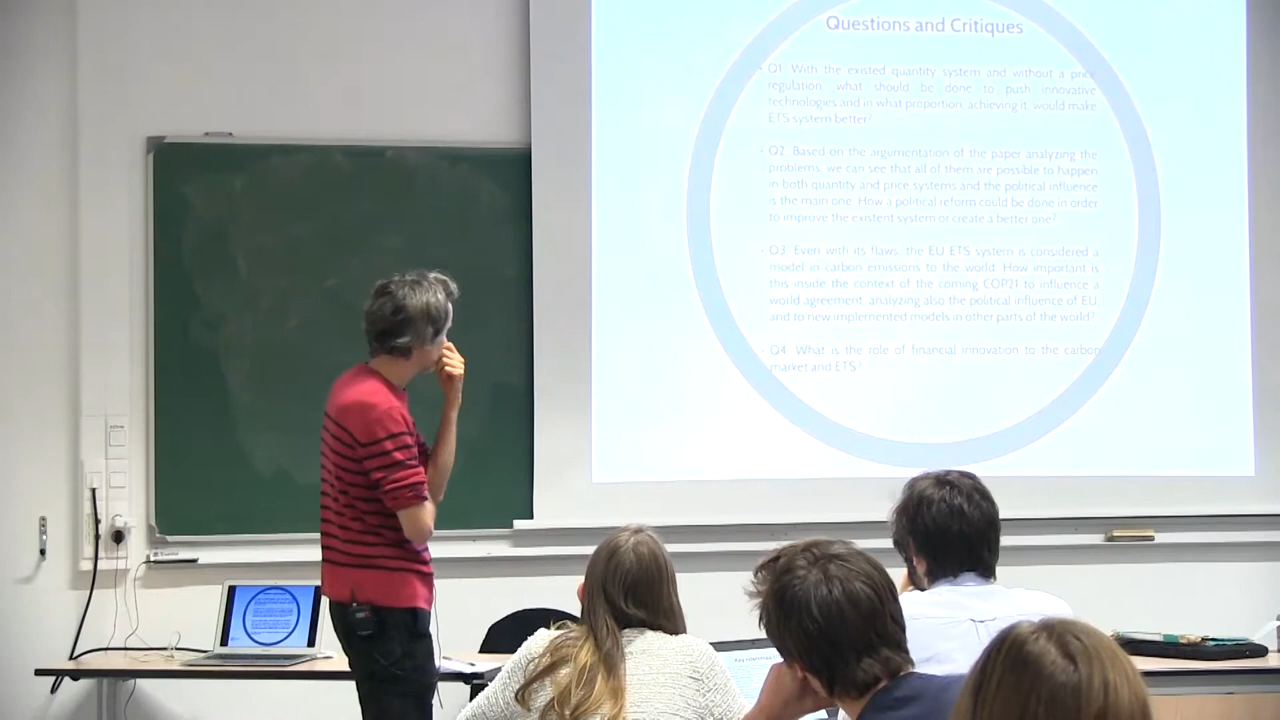 Questions and Critiques
- Q1: With the existed quantity system and without a price
regulation, what should be done to push innovative
technologies and in what proportion, achieving it, would make
ETS system better?
- Q2: Based on the argumentation of the paper analyzing the
problems, we can see that all of them are possible to happen
in both quantity and price systems and the political influence
is the main one. How a political reform could be done in order
to improve the existent system or create a better one?
- Q3: Even with its flaws, the EU ETS system is considered a
model in carbon emissions to the world. How important is
this inside the context of the coming COP21 to influence a
world agreement, analyzing also the political influence of EU,
and to new implemented models in other parts of the world?
- Q4: What is the role of financial innovation to the carbon
market and ETS?